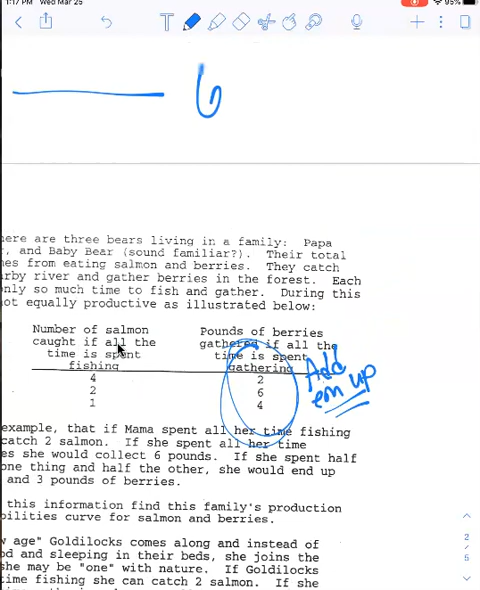 1:17 PM Wed Mar 25
95%
6
here are three bears living in a family: Papa
, and Baby Bear (sound familiar?). Their total
mes from eating salmon and berries. They catch
rby river and gather berries in the forest. Each
nly so much time to fish and gather. During this
ot equally productive as illustrated below:
Number of salmon Pounds of berries
caught if all the gathered if all the
time is spent time is spent
fishing gathering
4 2
2 6
1 4
Add
em up
example, that if Mama spent all her time fishing
catch 2 salmon. If she spent all her time
es she would collect 6 pounds. If she spent half
one thing and half the other, she would end up
and 3 pounds of berries.
this information find this family's production
bilities curve for salmon and berries.
w age" Goldilocks comes along and instead of
od and sleeping in their beds, she joins the
she may be "one" with nature. If Goldilocks
time fishing she can catch 2 salmon. If she
2
/
5